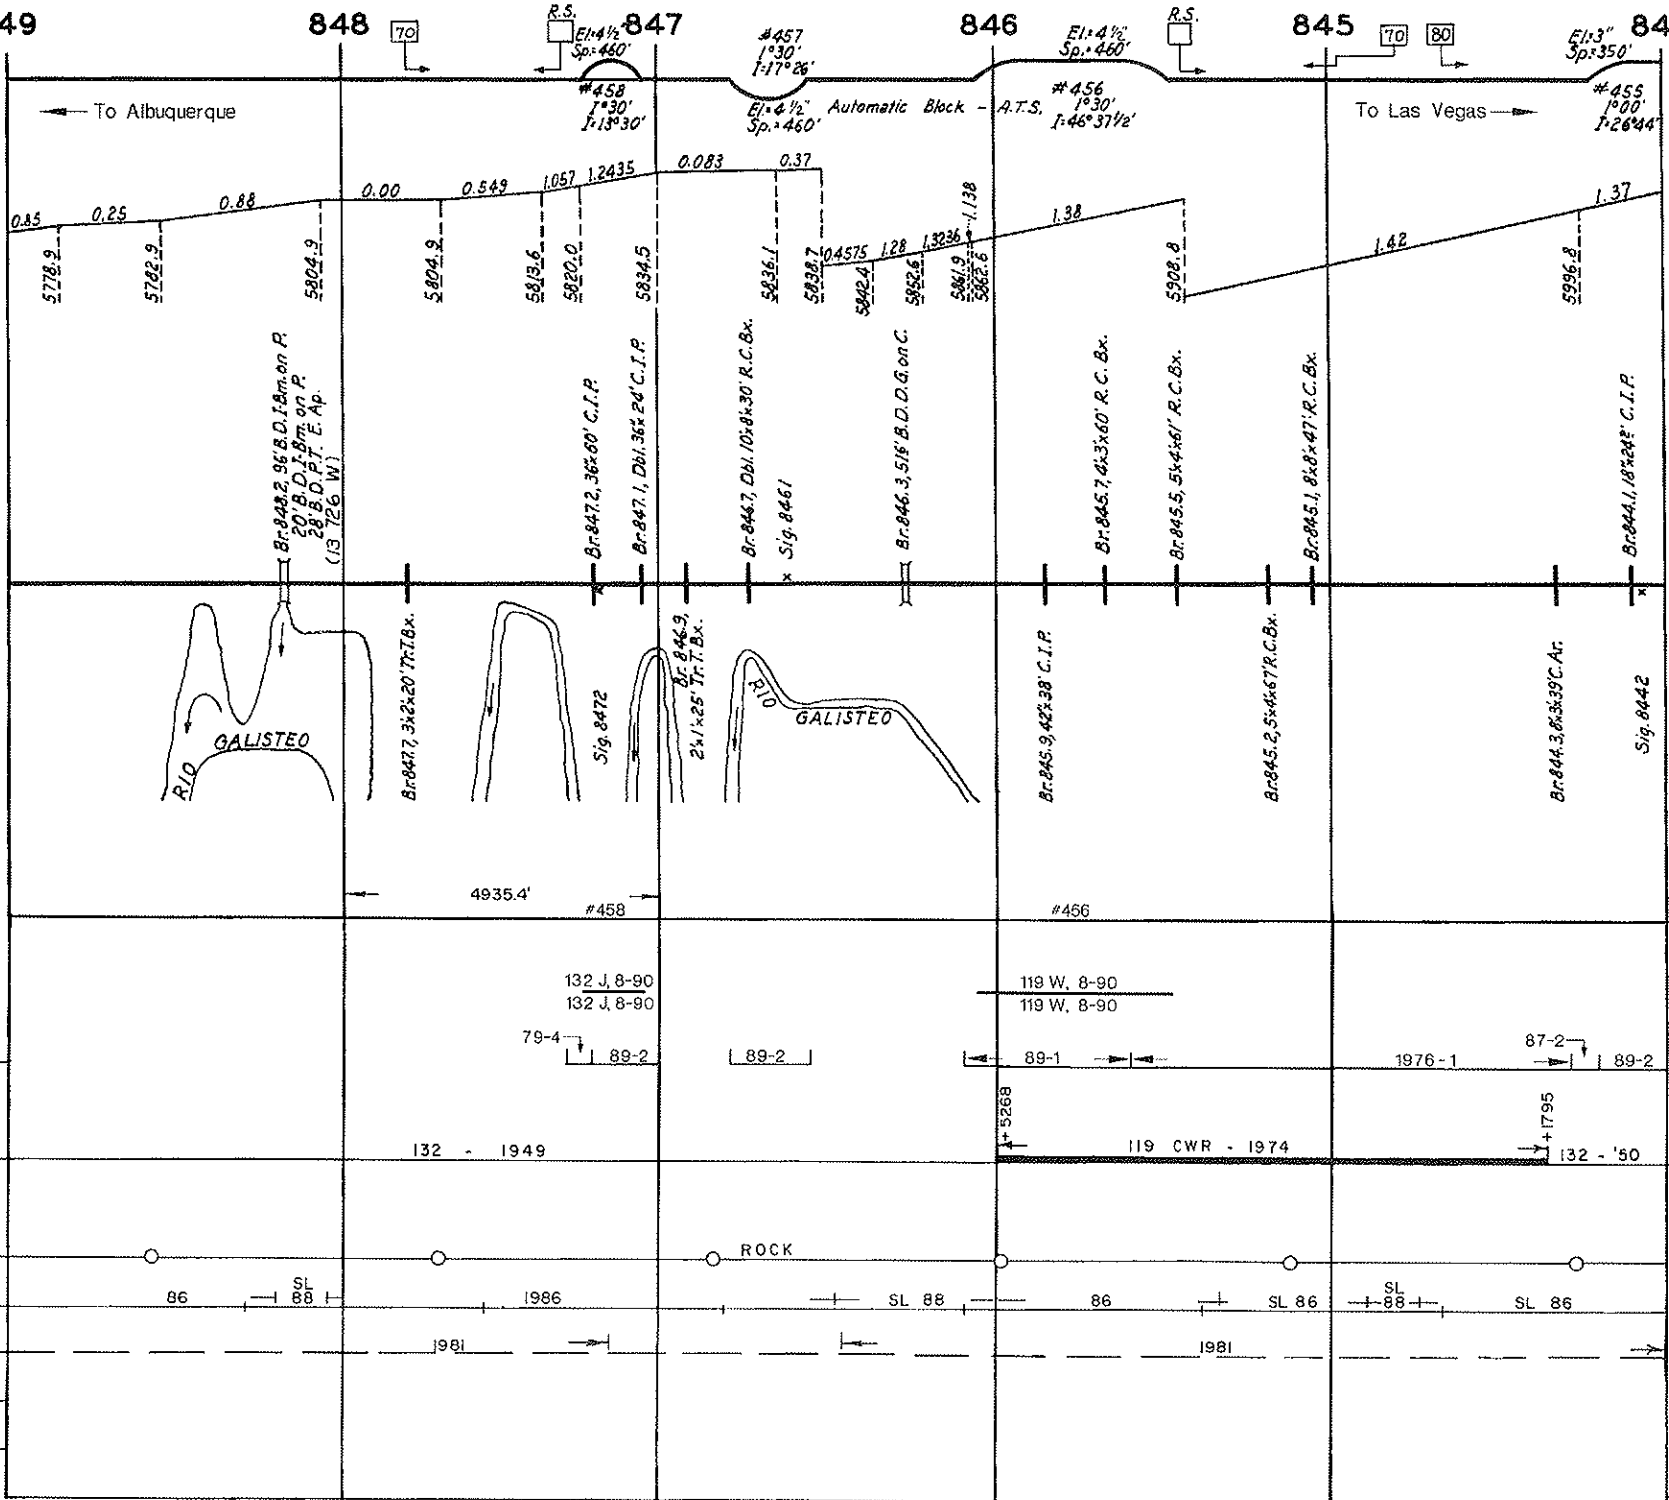 49
848
847
846
845
84
70
R.S.
El=4½"
Sp.=460'
#457
1°30'
I=17°26'
El=4½"
Sp.=460'
R.S.
70
80
El=3"
Sp=350'
#458
1°30'
I=13°30'
El=4½"
Sp.=460'
Automatic Block - A.T.S.
#456
1°30'
I=46°37½'
#455
1°00'
I=26°44'
To Albuquerque
To Las Vegas
0.85
0.25
0.88
0.00
0.549
1.057
1.2435
0.083
0.37
0.4575
1.28
1.3236
1.138
1.38
1.42
1.37
5778.9
5782.9
5804.9
5804.9
5813.6
5820.0
5834.5
5836.1
5838.7
5842.4
5852.6
5861.9
5862.6
5908.8
5996.8
Br.848.2, 96' B.D.I-Bm. on P.
20' B.D.I-Bm. on P.
28' B.D.P.T. E. Ap.
(13 726 W)
Br.847.2, 36"x60' C.I.P.
Br.847.1, Dbl. 36"x 24' C.I.P.
Br.846.7, Dbl. 10'x8'x30' R.C.Bx.
Sig. 8461
Br.846.3, 516' B.D.D.G. on C.
Br.845.7, 4'x3'x60' R.C. Bx.
Br.845.5, 5'x4'x61' R.C.Bx.
Br.845.1, 8'x8'x47' R.C.Bx.
Br.844.1, 18"x24' C.I.P.
Br.847.7, 3'x2'x20' Tr.T.Bx.
Sig. 8472
Br. 846.9,
2'x1'x25' Tr.T.Bx.
Br.845.9, 42"x38' C.I.P.
Br.845.2, 5'x4'x67' R.C.Bx.
Br.844.3, 8'x3'x39' C.Ar.
Sig. 8442
RIO GALISTEO
RIO GALISTEO
4935.4'
#458
#456
132 J, 8-90
132 J, 8-90
119 W, 8-90
119 W, 8-90
79-4
89-2
89-2
89-1
1976-1
87-2
89-2
+5268
+1795
132 - 1949
119 CWR - 1974
132 - '50
ROCK
86
SL
88
1986
SL 88
86
SL 86
SL
88
SL 86
1981
1981